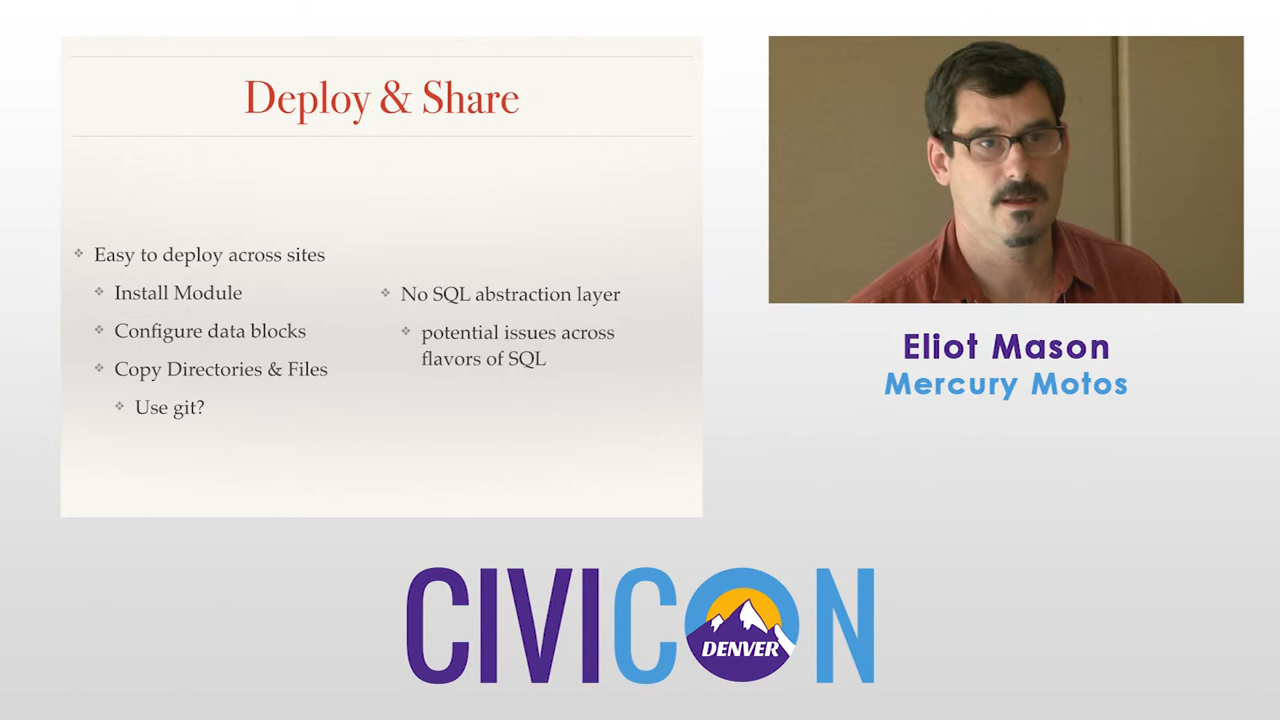 Deploy & Share
Easy to deploy across sites
Install Module
Configure data blocks
Copy Directories & Files
Use git?
No SQL abstraction layer
potential issues across
flavors of SQL
Eliot Mason
Mercury Motos
CIVICON
DENVER